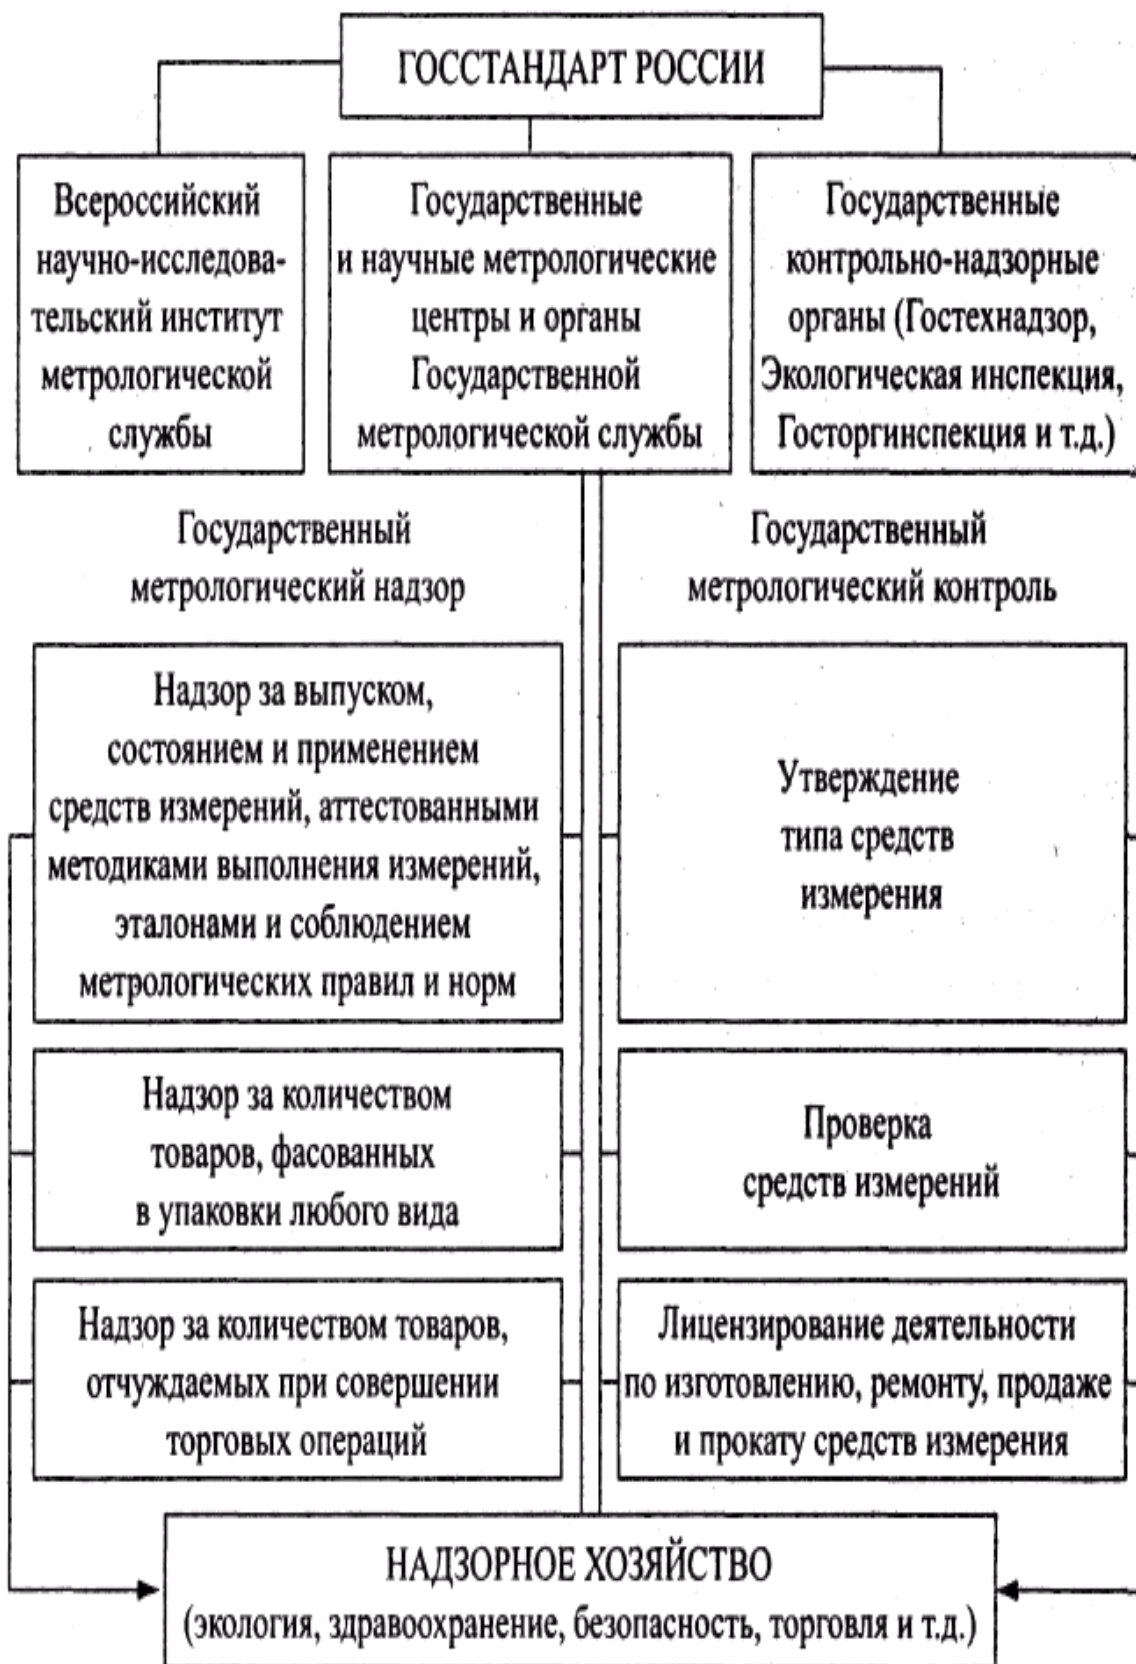 ГОССТАНДАРТ РОССИИ
Всероссийский
научно-исследова-
тельский институт
метрологической
службы
Государственные
и научные метрологические
центры и органы
Государственной
метрологической службы
Государственные
контрольно-надзорные
органы (Гостехнадзор,
Экологическая инспекция,
Госторгинспекция и т.д.)
Государственный
метрологический надзор
Государственный
метрологический контроль
Надзор за выпуском,
состоянием и применением
средств измерений, аттестованными
методиками выполнения измерений,
эталонами и соблюдением
метрологических правил и норм
Утверждение
типа средств
измерения
Надзор за количеством
товаров, фасованных
в упаковки любого вида
Проверка
средств измерений
Надзор за количеством товаров,
отчуждаемых при совершении
торговых операций
Лицензирование деятельности
по изготовлению, ремонту, продаже
и прокату средств измерения
НАДЗОРНОЕ ХОЗЯЙСТВО
(экология, здравоохранение, безопасность, торговля и т.д.)